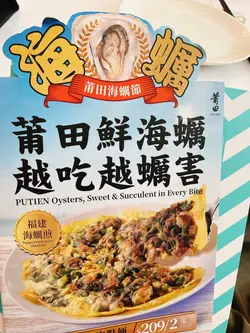 海蠣
莆田海蠣節
莆田
莆田鮮海蠣
越吃越蠣害
PUTIEN Oysters, Sweet & Succulent in Every Bite
福建
海蠣煎
209/2